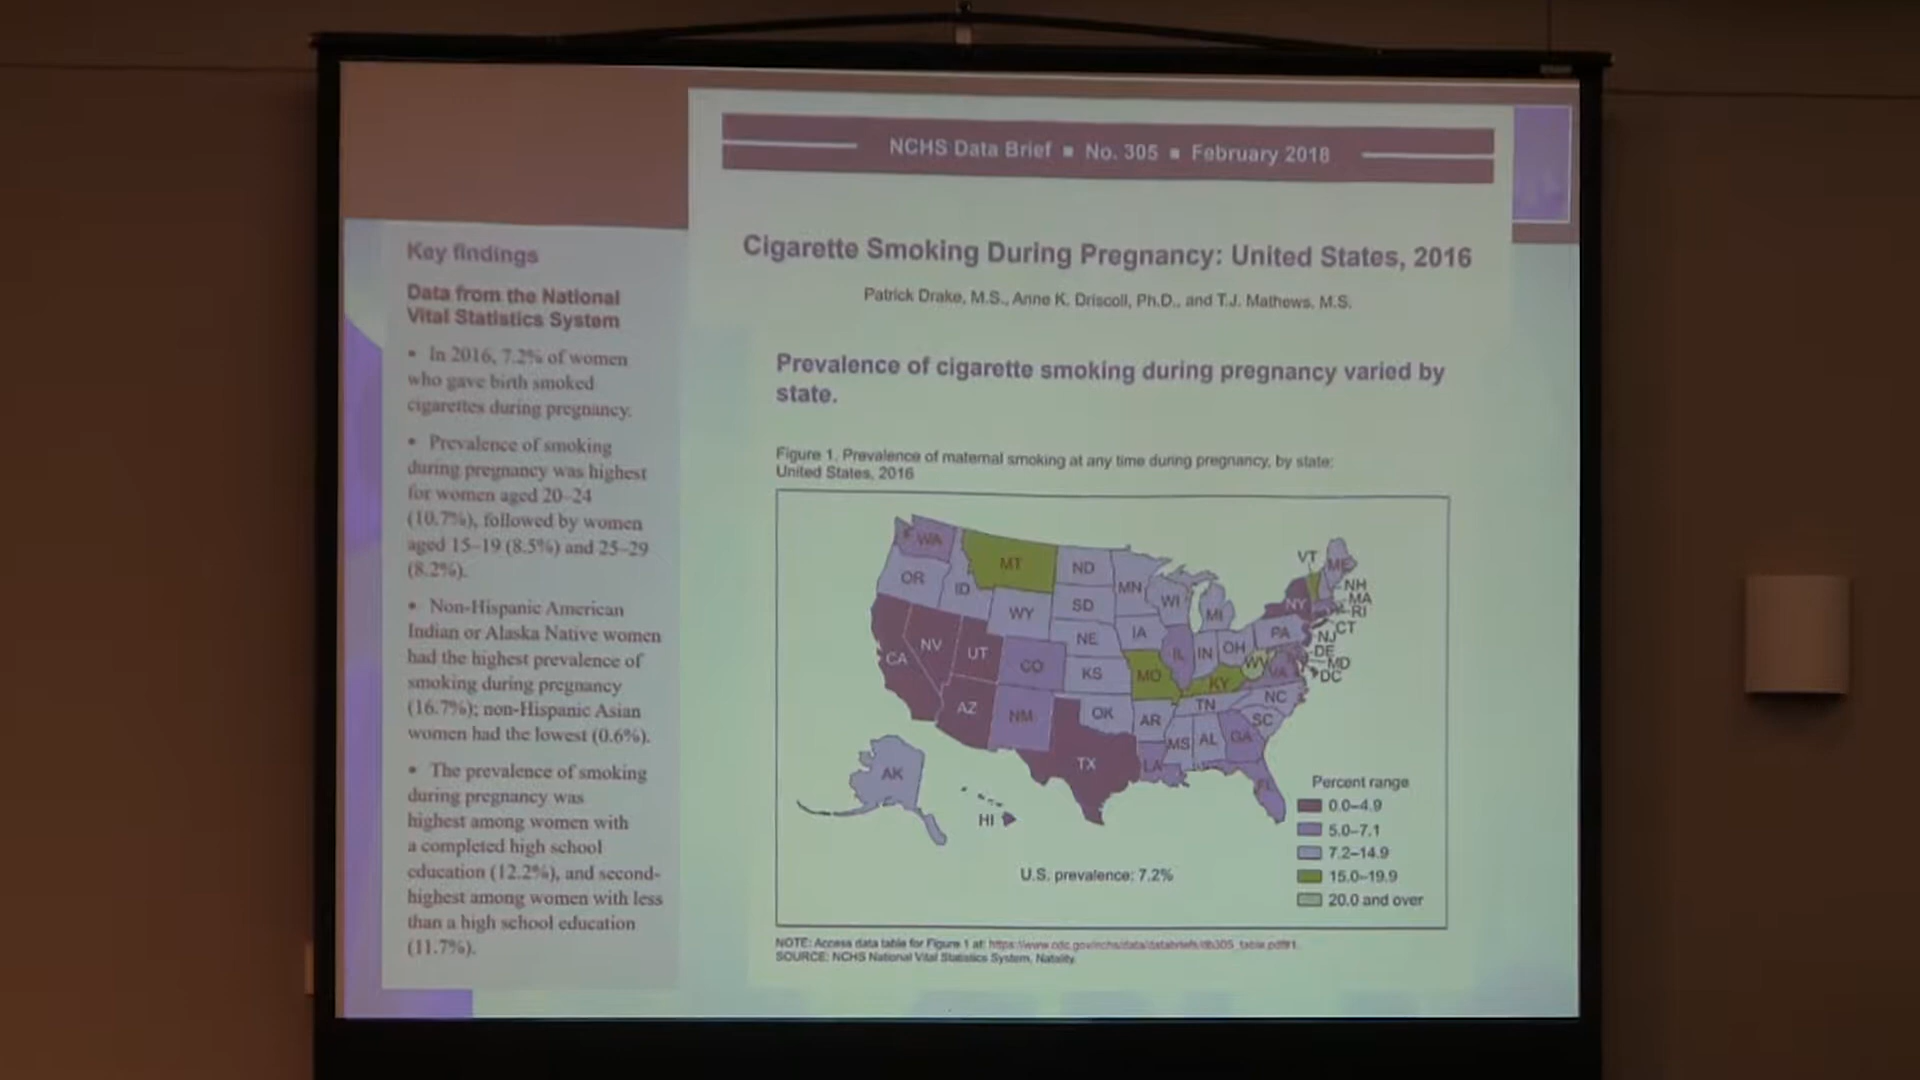 NCHS Data Brief ▪ No. 305 ▪ February 2018
Key findings
Data from the National
Vital Statistics System
• In 2016, 7.2% of women
who gave birth smoked
cigarettes during pregnancy.
• Prevalence of smoking
during pregnancy was highest
for women aged 20–24
(10.7%), followed by women
aged 15–19 (8.5%) and 25–29
(8.2%).
• Non-Hispanic American
Indian or Alaska Native women
had the highest prevalence of
smoking during pregnancy
(16.7%); non-Hispanic Asian
women had the lowest (0.6%).
• The prevalence of smoking
during pregnancy was
highest among women with
a completed high school
education (12.2%), and second-
highest among women with less
than a high school education
(11.7%).
Cigarette Smoking During Pregnancy: United States, 2016
Patrick Drake, M.S., Anne K. Driscoll, Ph.D., and T.J. Mathews, M.S.
Prevalence of cigarette smoking during pregnancy varied by
state.
Figure 1. Prevalence of maternal smoking at any time during pregnancy, by state:
United States, 2016
WA
MT
ND
MN
VT
ME
OR
ID
WY
SD
WI
MI
NY
NH
MA
RI
CT
NV
UT
CO
NE
IA
IL
IN
OH
PA
NJ
DE
MD
DC
CA
AZ
NM
KS
MO
KY
WV
VA
OK
AR
TN
NC
SC
TX
LA
MS
AL
GA
FL
AK
HI
Percent range
0.0–4.9
5.0–7.1
7.2–14.9
15.0–19.9
20.0 and over
U.S. prevalence: 7.2%
NOTE: Access data table for Figure 1 at: https://www.cdc.gov/nchs/data/databriefs/db305_table.pdf#1.
SOURCE: NCHS National Vital Statistics System, Natality.